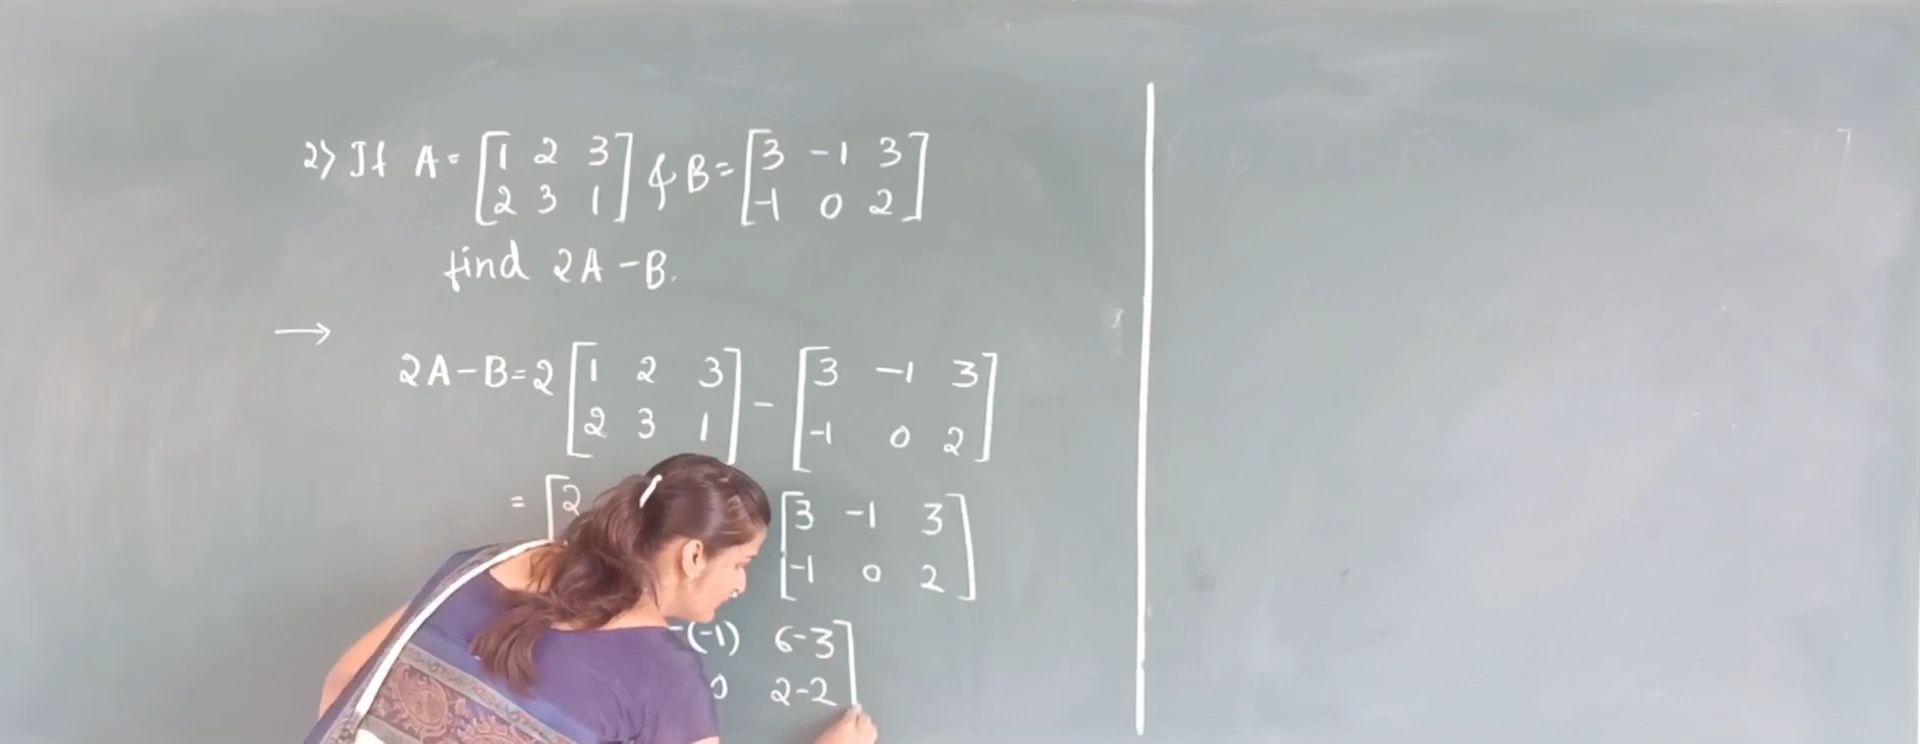 2) If A = [1 2 3] & B = [3 -1 3]
[2 3 1] [-1 0 2]
find 2A - B.
→
2A - B = 2 [1 2 3] - [3 -1 3]
[2 3 1] [-1 0 2]
= [2 [3 -1 3]
[-1 0 2]
-(-1) 6-3]
0 2-2]